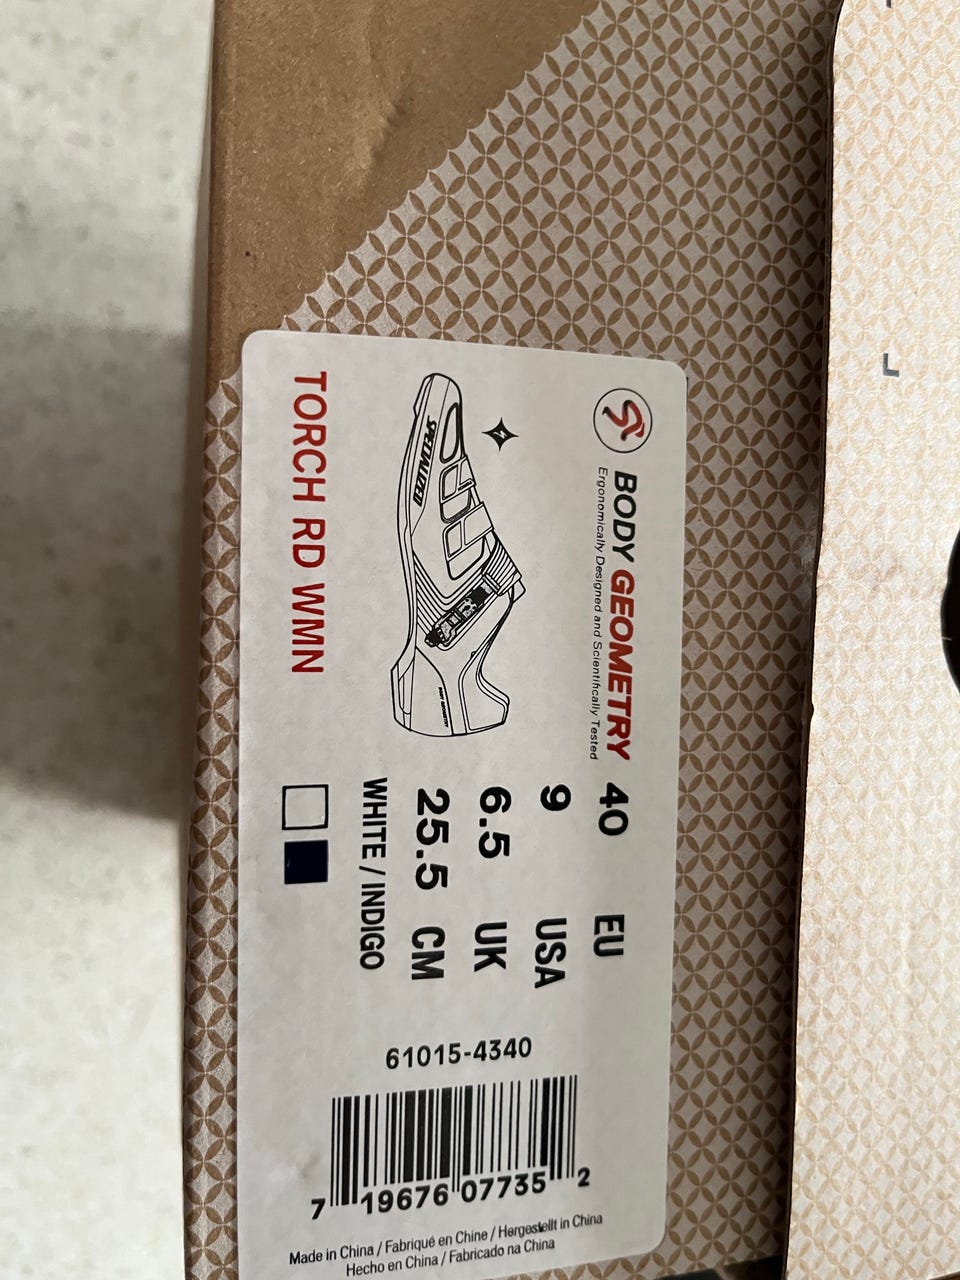 BODY GEOMETRY
Ergonomically Designed and Scientifically Tested
SPECIALIZED
BODY GEOMETRY
TORCH RD WMN
40 EU
9 USA
6.5 UK
25.5 CM
WHITE / INDIGO
61015-4340
7 19676 07735 2
Made in China / Fabriqué en Chine / Hergestellt in China
Hecho en China / Fabricado na China